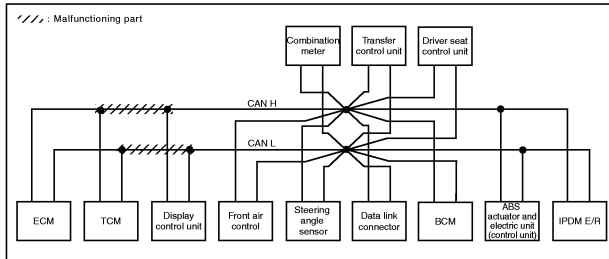 : Malfunctioning part
Combination
meter
Transfer
control unit
Driver seat
control unit
CAN H
CAN L
ECM
TCM
Display
control unit
Front air
control
Steering
angle
sensor
Data link
connector
BCM
ABS
actuator and
electric unit
(control unit)
IPDM E/R